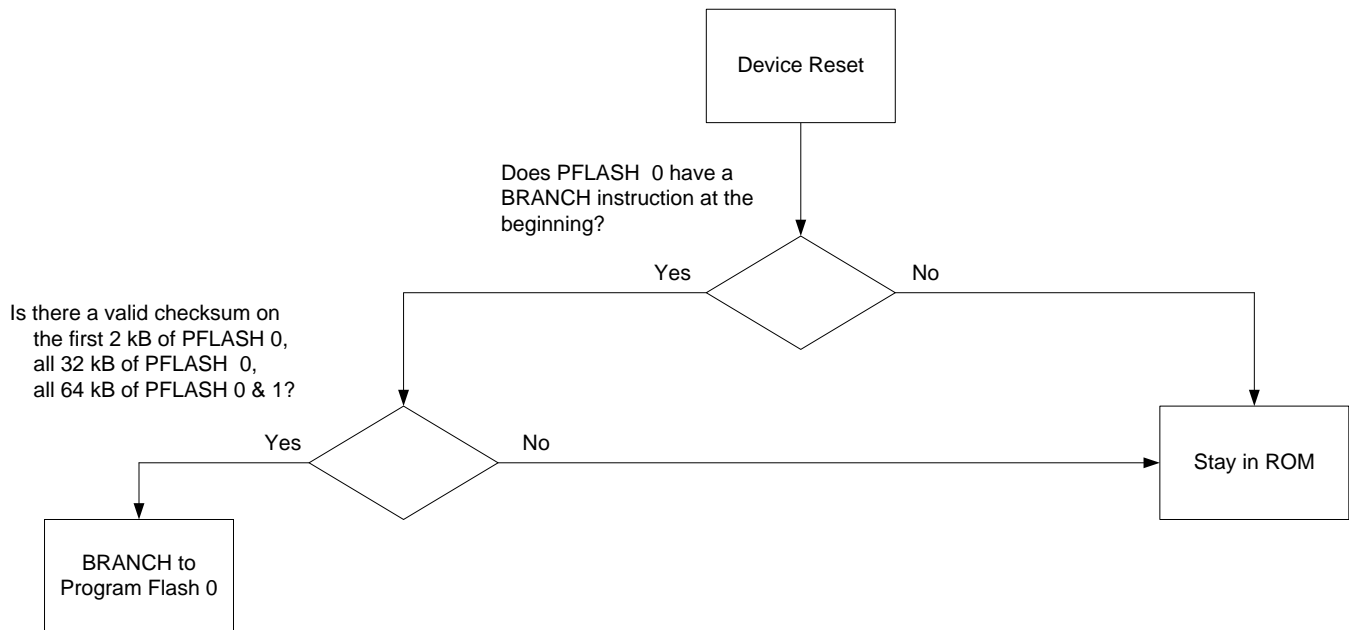 Device Reset
Does PFLASH 0 have a
BRANCH instruction at the
beginning?
Yes
No
Is there a valid checksum on
the first 2 kB of PFLASH 0,
all 32 kB of PFLASH 0,
all 64 kB of PFLASH 0 & 1?
Yes
No
Stay in ROM
BRANCH to
Program Flash 0